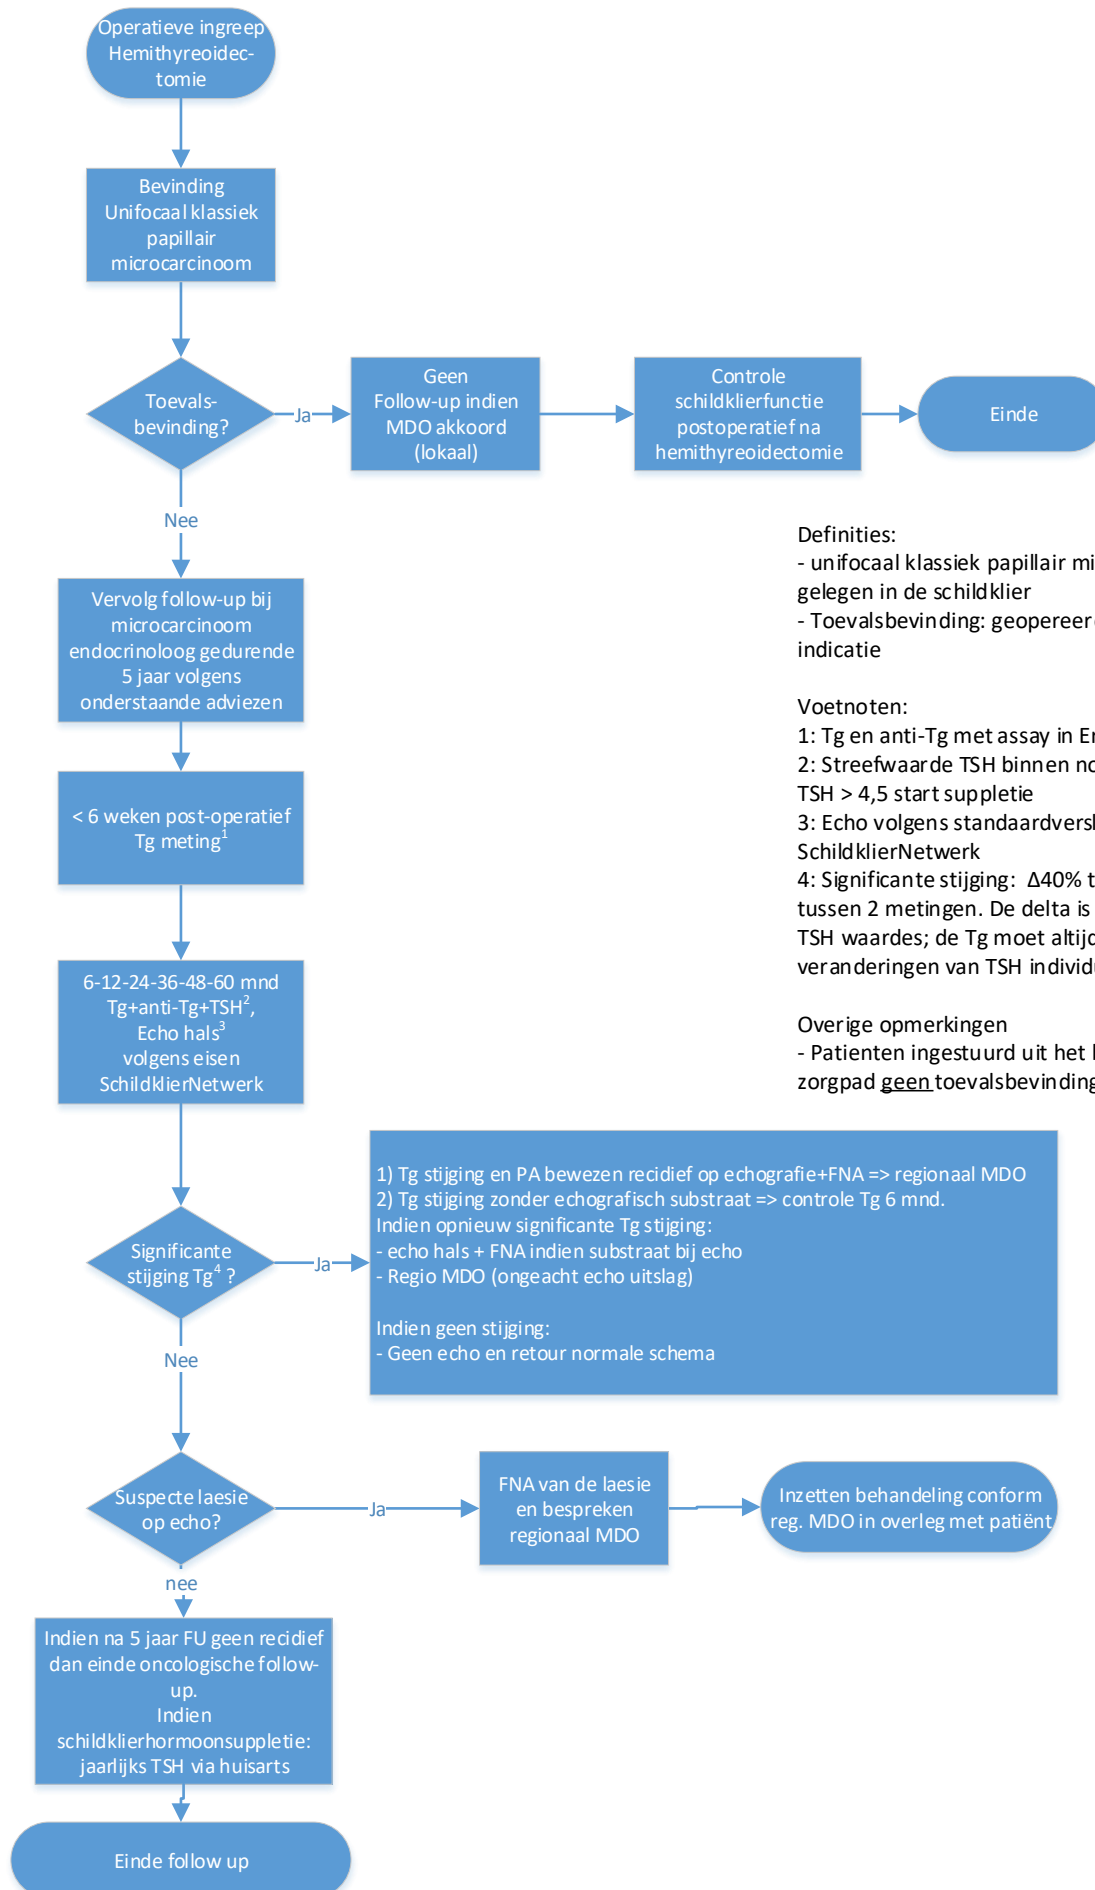 Operatieve ingreep
Hemithyreoidec-
tomie
Bevinding
Unifocaal klassiek
papillair
microcarcinoom
Toevals-
bevinding?
Ja
Geen
Follow-up indien
MDO akkoord
(lokaal)
Controle
schildklierfunctie
postoperatief na
hemithyreoidectomie
Einde
Nee
Definities:
- unifocaal klassiek papillair
gelegen in de schildklier
- Toevalsbevinding:
indicatie
Voetnoten:
1: Tg en anti-Tg met assay in
2: Streefwaarde TSH binnen
TSH > 4,5 start suppletie
3: Echo volgens
SchildklierNetwerk
4: Significante stijging: Δ40%
tussen 2 metingen. De delta is
TSH waardes; de Tg moet
veranderingen van TSH
Overige opmerkingen
- Patienten ingestuurd uit het
zorgpad geen
Vervolg follow-up bij
microcarcinoom
endocrinoloog gedurende
5 jaar volgens
onderstaande adviezen
< 6 weken post-operatief
Tg meting1
6-12-24-36-48-60 mnd
Tg+anti-Tg+TSH2,
Echo hals3
volgens eisen
SchildklierNetwerk
Significante
stijging Tg4 ?
Ja
1) Tg stijging en PA bewezen recidief op echografie+FNA => regionaal MDO
2) Tg stijging zonder echografisch substraat => controle Tg 6 mnd.
Indien opnieuw significante Tg stijging:
- echo hals + FNA indien substraat bij echo
- Regio MDO (ongeacht echo uitslag)
Indien geen stijging:
- Geen echo en retour normale schema
Nee
Suspecte laesie
op echo?
Ja
FNA van de laesie
en bespreken
regionaal MDO
Inzetten behandeling conform
reg. MDO in overleg met patiënt
nee
Indien na 5 jaar FU geen recidief
dan einde oncologische follow-
up.
Indien
schildklierhormoonsuppletie:
jaarlijks TSH via huisarts
Einde follow up